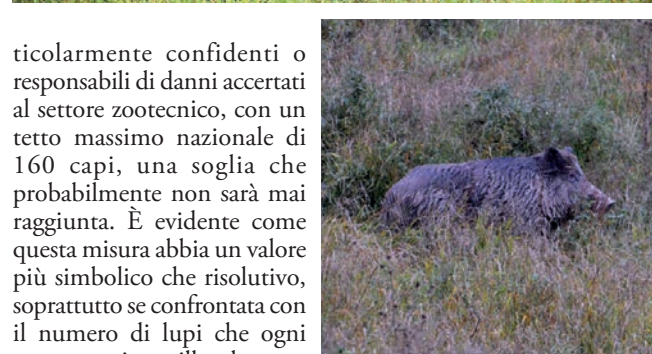 ticolarmente confidenti o
responsabili di danni accertati
al settore zootecnico, con un
tetto massimo nazionale di
160 capi, una soglia che
probabilmente non sarà mai
raggiunta. È evidente come
questa misura abbia un valore
più simbolico che risolutivo,
soprattutto se confrontata con
il numero di lupi che ogni